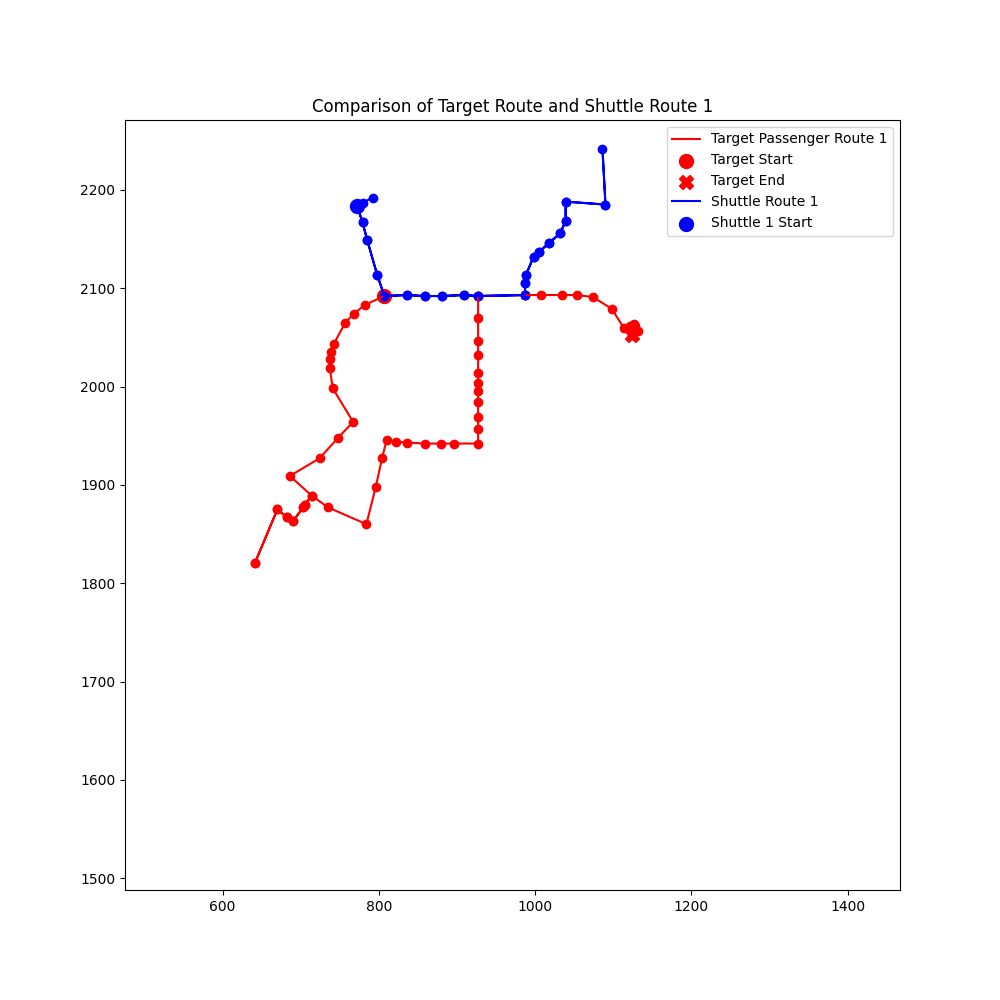 Comparison of Target Route and Shuttle Route 1
Target Passenger Route 1
Target Start
Target End
Shuttle Route 1
Shuttle 1 Start
2200
2100
2000
1900
1800
1700
1600
1500
600 800 1000 1200 1400